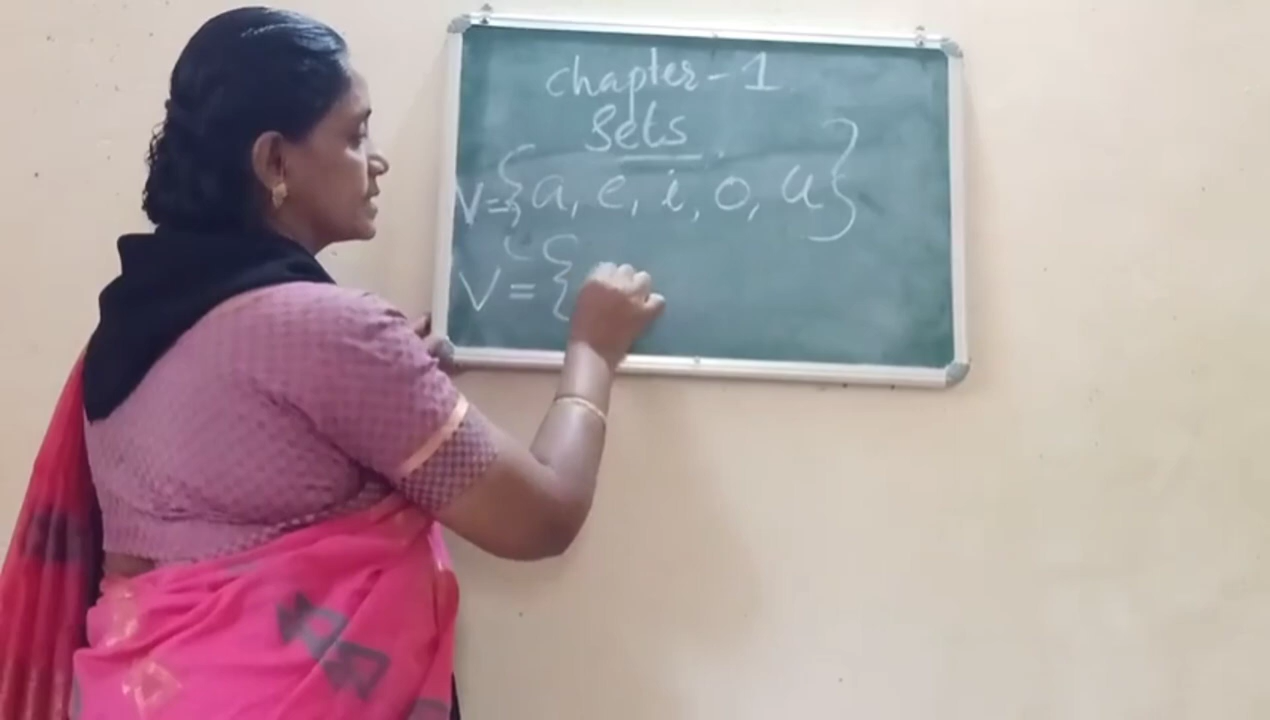 chapter - 1
Sets
V={a, e, i, o, u}
V={